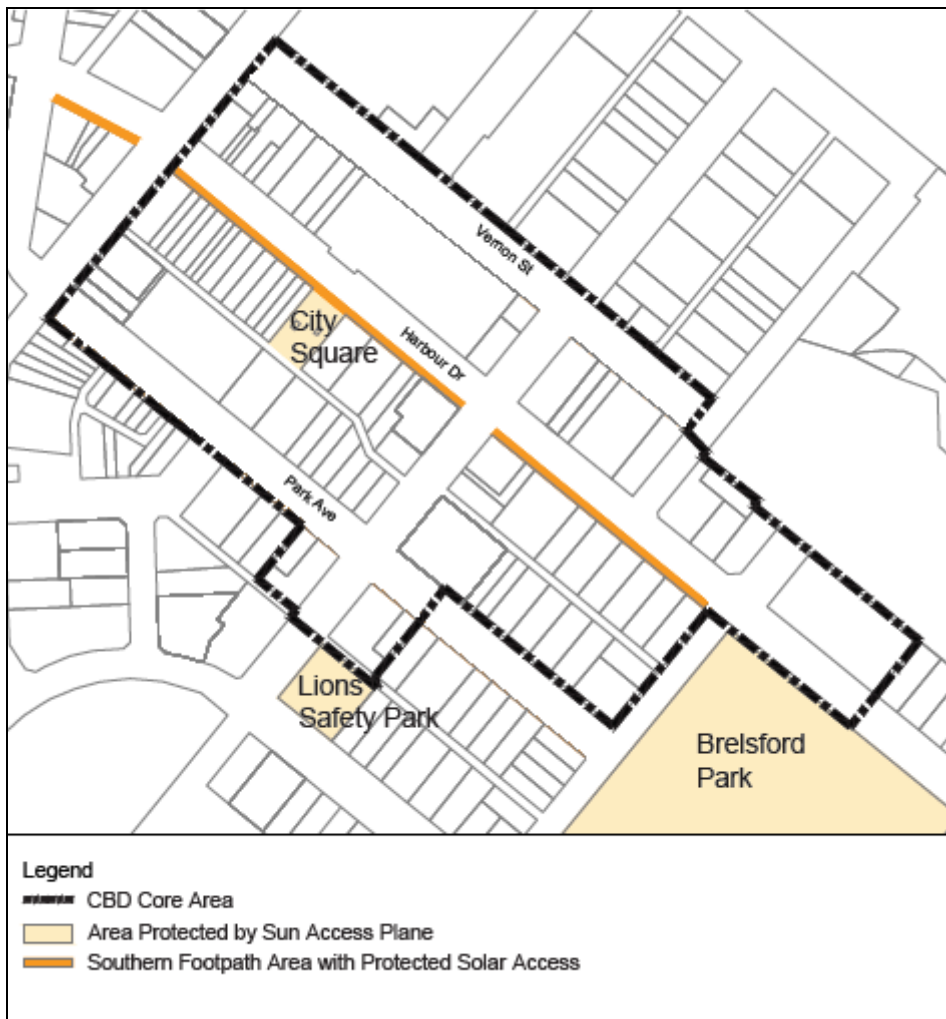 Vernon St
City
Square
Harbour Dr
Park Ave
Lions
Safety Park
Brelsford
Park
Legend
CBD Core Area
Area Protected by Sun Access Plane
Southern Footpath Area with Protected Solar Access